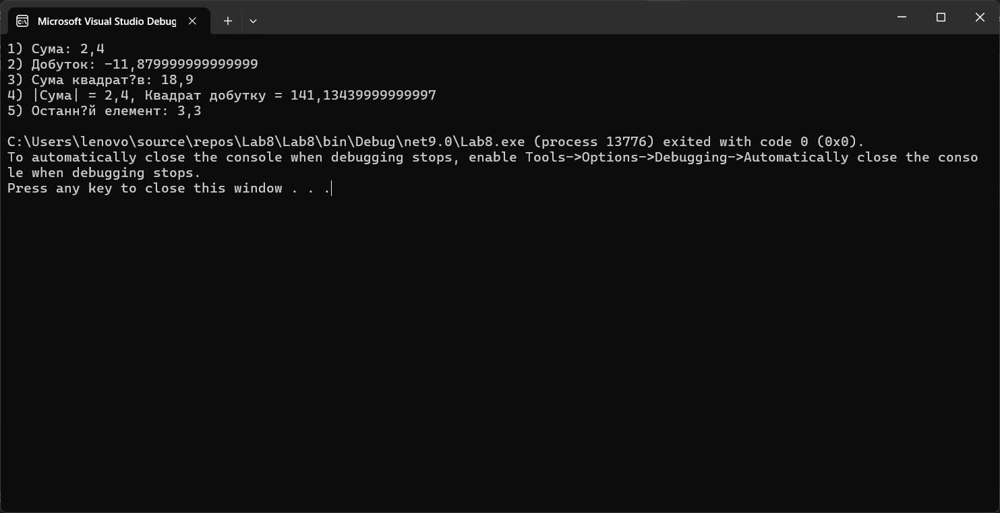 Microsoft Visual Studio Debug
1) Сума: 2,4
2) Добуток: -11,879999999999999
3) Сума квадрат?в: 18,9
4) |Сума| = 2,4, Квадрат добутку = 141,13439999999997
5) Останн?й елемент: 3,3
C:\Users\lenovo\source\repos\Lab8\Lab8\bin\Debug\net9.0\Lab8.exe (process 13776) exited with code 0 (0x0).
To automatically close the console when debugging stops, enable Tools->Options->Debugging->Automatically close the conso
le when debugging stops.
Press any key to close this window . . .